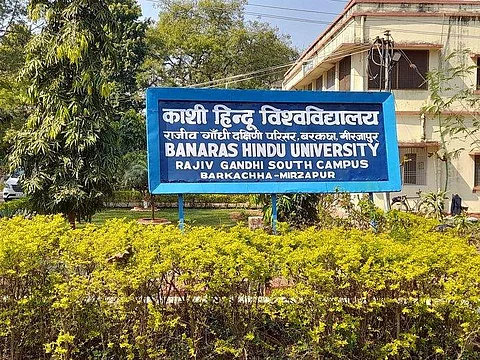 काशी हिन्दू विश्वविद्यालय
राजीव गाँधी दक्षिणी परिसर, बरकछा, मीरजापुर
BANARAS HINDU UNIVERSITY
RAJIV GANDHI SOUTH CAMPUS
BARKACHHA-MIRZAPUR